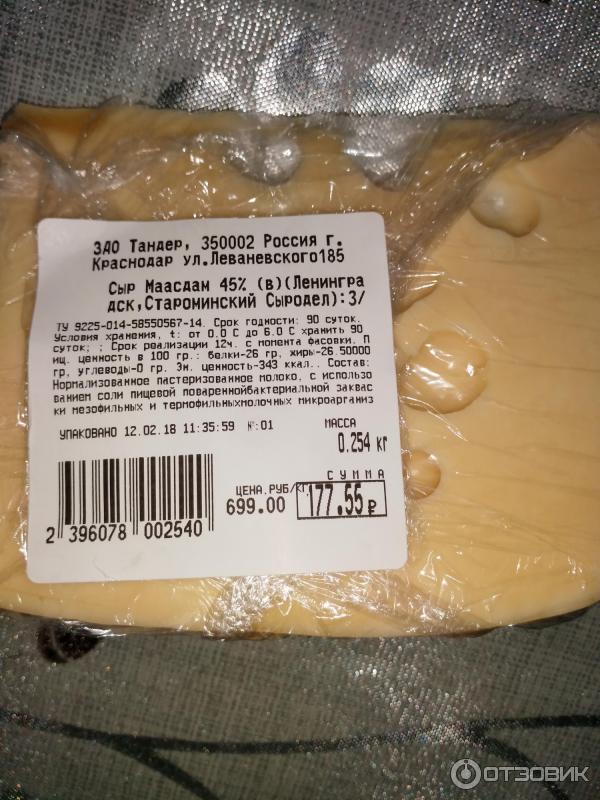 ЗАО Тандер, 350002 Россия г.
Краснодар ул.Леваневского185
Сыр Маасдам 45% (в)(Ленингра
дск,Староминский Сыродел):3/
ТУ 9225-014-58550567-14. Срок годности: 90 суток.
Условия хранения, t: от 0.0 С до 6.0 С хранить 90
суток; ; Срок реализации 12ч. с момента фасовки. П
ищ. ценность в 100 гр.: белки-26 гр, жиры-26.50000
гр, углеводы-0 гр. Эн. ценность-343 ккал.. Состав:
Нормализованное пастеризованное молоко, с использо
ванием соли пищевой пов­аренной­бактериальной заквас
ки мезофильных и термофильныхмолочных микроарганиз
УПАКОВАНО 12.02.18 11:35:59 №:01
МАССА
0.254 кг
ЦЕНА.РУБ/кг
СУММА
699.00
177.55₽
2 396078 002540
ОТЗОВИК